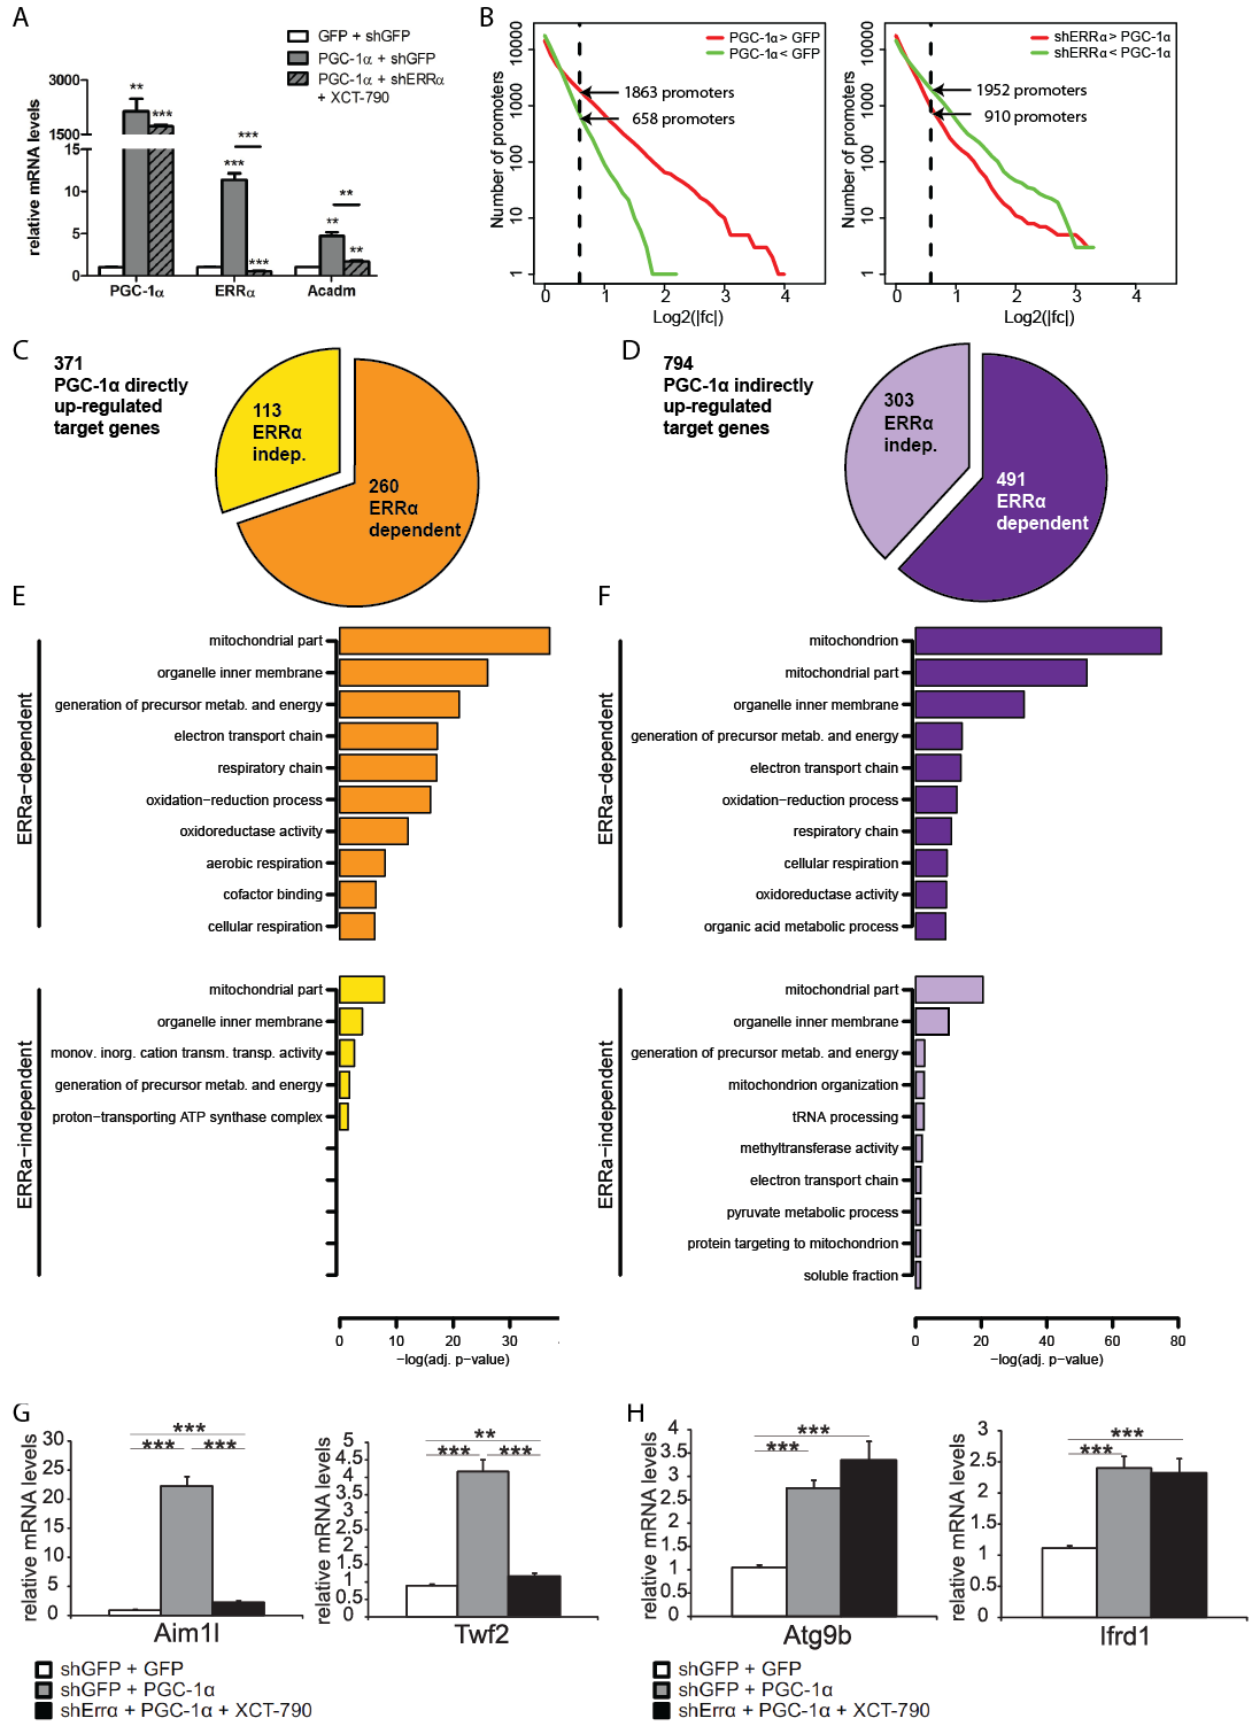 A
GFP + shGFP
PGC-1α + shGFP
PGC-1α + shERRα
+ XCT-790
relative mRNA levels
3000
1500
15
10
5
0
**
***
***
***
***
**
**
**
PGC-1α
ERRα
Acadm
B
Number of promoters
10000
1000
100
10
1
PGC-1α> GFP
PGC-1α< GFP
1863 promoters
658 promoters
0 1 2 3 4
Log2(|fc|)
Number of promoters
10000
1000
100
10
1
shERRα> PGC-1α
shERRα< PGC-1α
1952 promoters
910 promoters
0 1 2 3 4
Log2(|fc|)
C
371
PGC-1α directly
up-regulated
target genes
113
ERRα
indep.
260
ERRα
dependent
D
794
PGC-1α indirectly
up-regulated
target genes
303
ERRα
indep.
491
ERRα
dependent
E
ERRa−dependent
mitochondrial part
organelle inner membrane
generation of precursor metab. and energy
electron transport chain
respiratory chain
oxidation−reduction process
oxidoreductase activity
aerobic respiration
cofactor binding
cellular respiration
ERRa−independent
mitochondrial part
organelle inner membrane
monov. inorg. cation transm. transp. activity
generation of precursor metab. and energy
proton−transporting ATP synthase complex
0 10 20 30
−log(adj. p−value)
F
ERRa−dependent
mitochondrion
mitochondrial part
organelle inner membrane
generation of precursor metab. and energy
electron transport chain
oxidation−reduction process
respiratory chain
cellular respiration
oxidoreductase activity
organic acid metabolic process
ERRa−independent
mitochondrial part
organelle inner membrane
generation of precursor metab. and energy
mitochondrion organization
tRNA processing
methyltransferase activity
electron transport chain
pyruvate metabolic process
protein targeting to mitochondrion
soluble fraction
0 20 40 60 80
−log(adj. p−value)
G
relative mRNA levels
30
25
20
15
10
5
0
***
*** ***
Aim1l
relative mRNA levels
5
4.5
4
3.5
3
2.5
2
1.5
1
0.5
0
**
*** ***
Twf2
shGFP + GFP
shGFP + PGC-1α
shErrα + PGC-1α + XCT-790
H
relative mRNA levels
4
3.5
3
2.5
2
1.5
1
0.5
0
***
***
Atg9b
relative mRNA levels
3
2.5
2
1.5
1
0.5
0
***
***
Ifrd1
shGFP + GFP
shGFP + PGC-1α
shErrα + PGC-1α + XCT-790